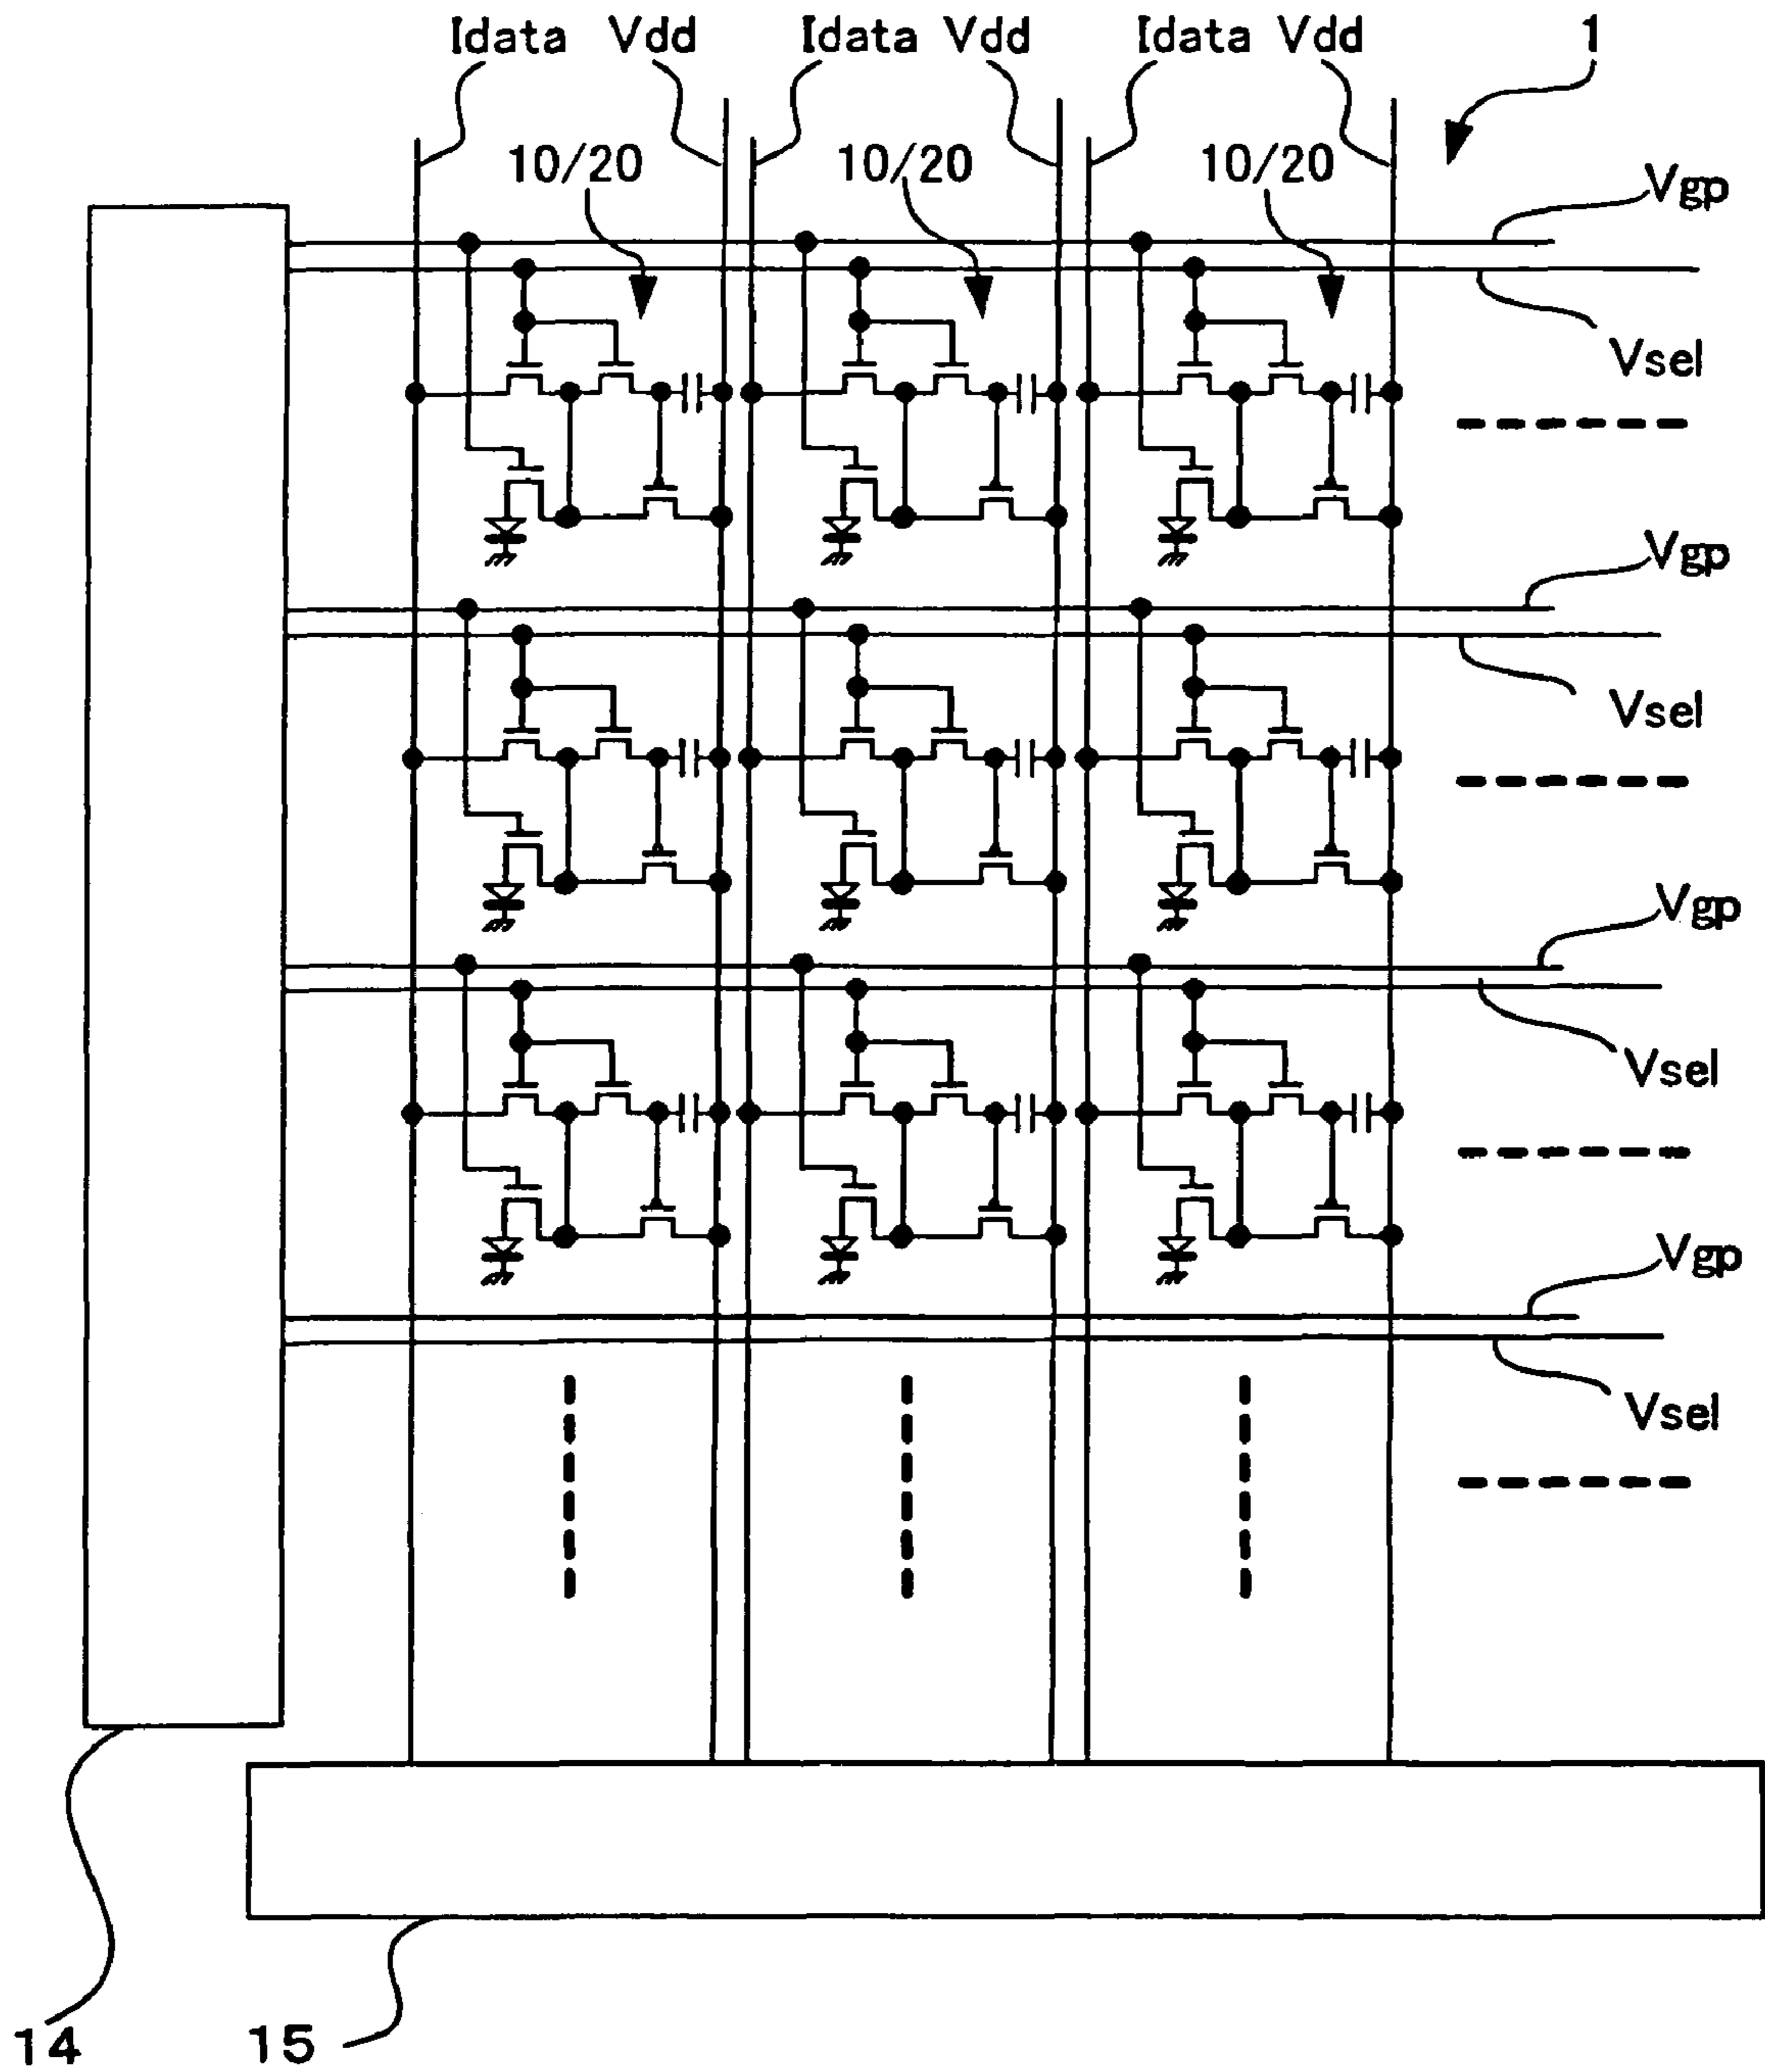 Idata Vdd Idata Vdd Idata Vdd 1
10/20 10/20 10/20
Vgp
Vsel
Vgp
Vsel
Vgp
Vsel
Vgp
Vsel
14 15